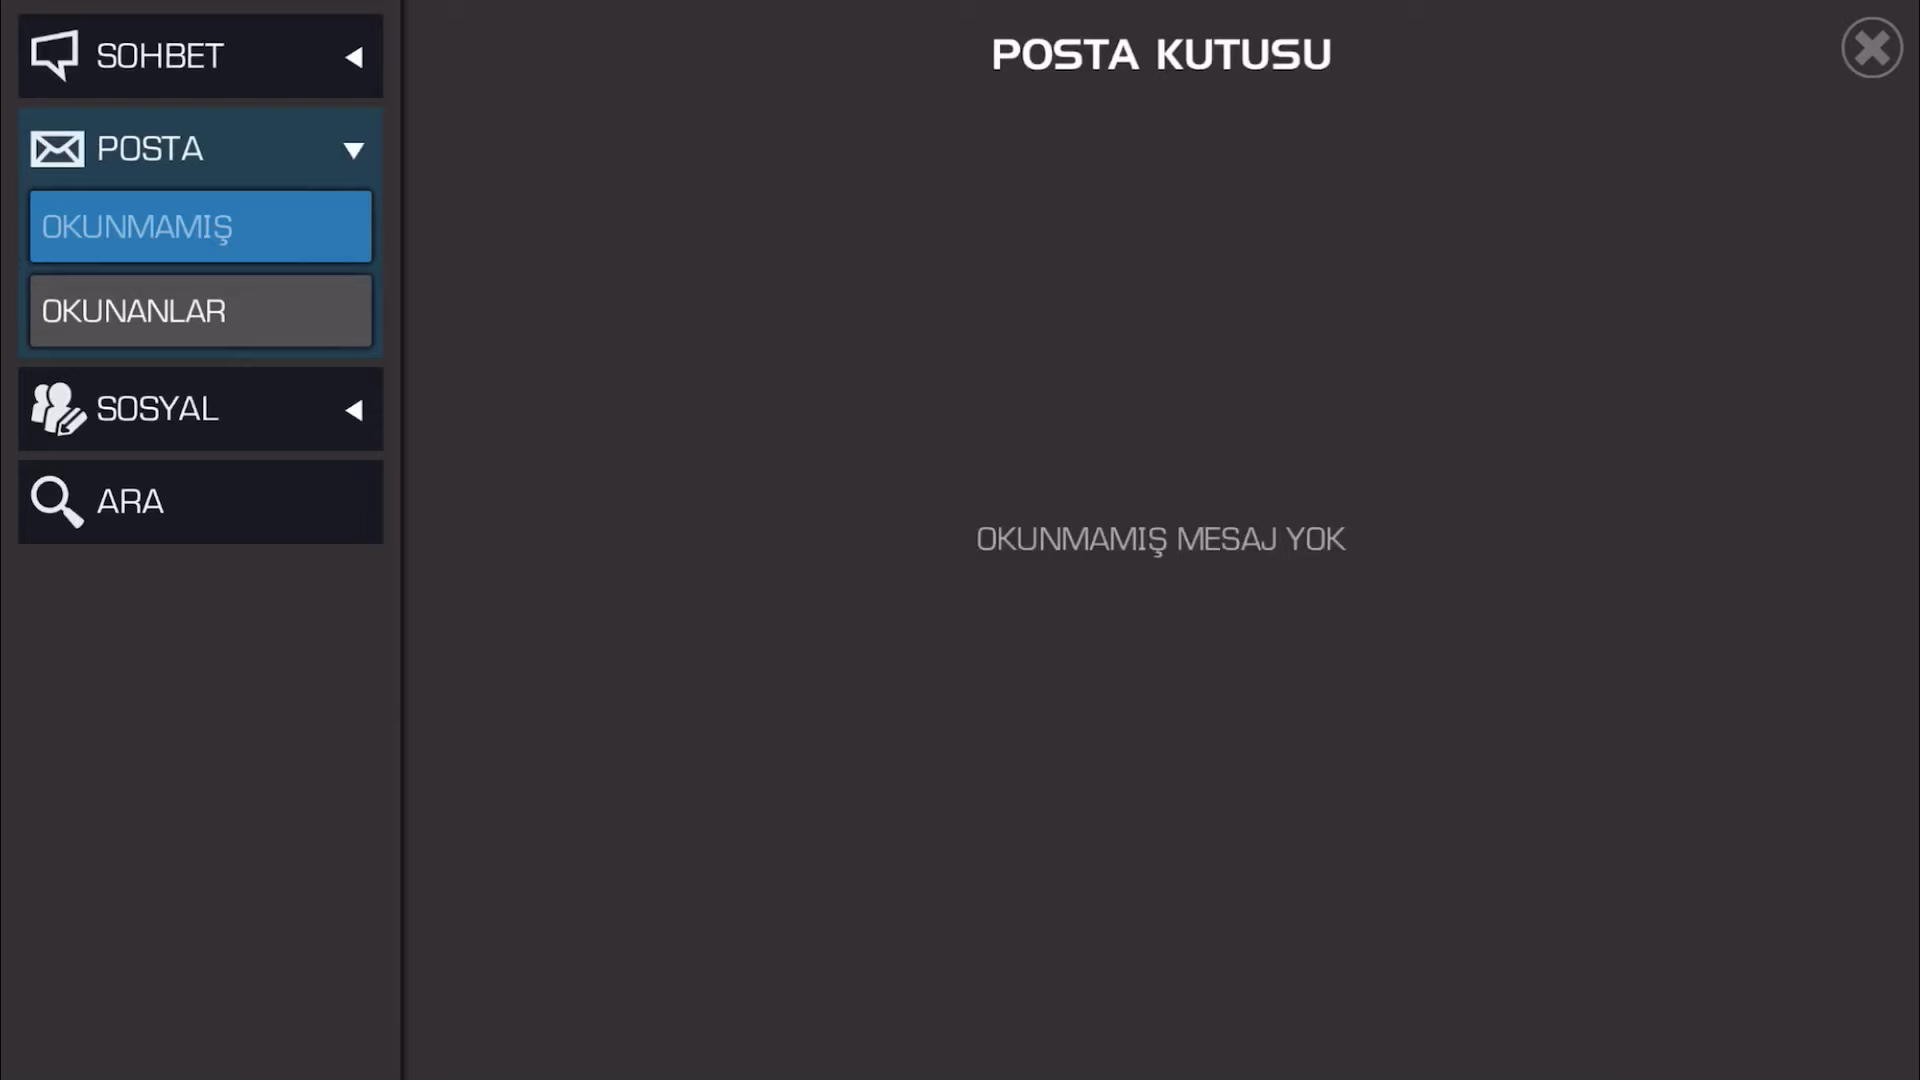 SOHBET
POSTA
OKUNMAMIŞ
OKUNANLAR
SOSYAL
ARA
POSTA KUTUSU
OKUNMAMIŞ MESAJ YOK